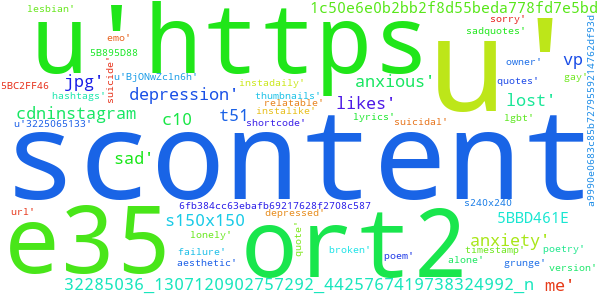 lesbian'
u'https
u'
1c50e6e0b2bb2f8d55beda778fd7e5bd
sorry'
emo'
sadquotes'
5B895D88
owner'
vp
suicide'
u'BjONwZc1n6h'
instadaily'
anxious'
quotes'
gay'
5BC2FF46
jpg'
hashtags'
depression'
thumbnails'
likes'
lost'
relatable'
cdninstagram
t51
instalike'
lyrics'
lgbt'
c10
shortcode'
suicidal'
u'3225065133'
sad'
scontent
a9990e0683c85b7279559214762df93d
6fb384cc63ebafb69217628f2708c587
s240x240
url'
e35
s150x150
depressed'
ort2
5BBD461E
lonely'
quote'
anxiety'
failure'
broken'
timestamp'
poetry'
aesthetic'
poem'
alone'
grunge'
version'
32285036_1307120902757292_4425767419738324992_n
me'